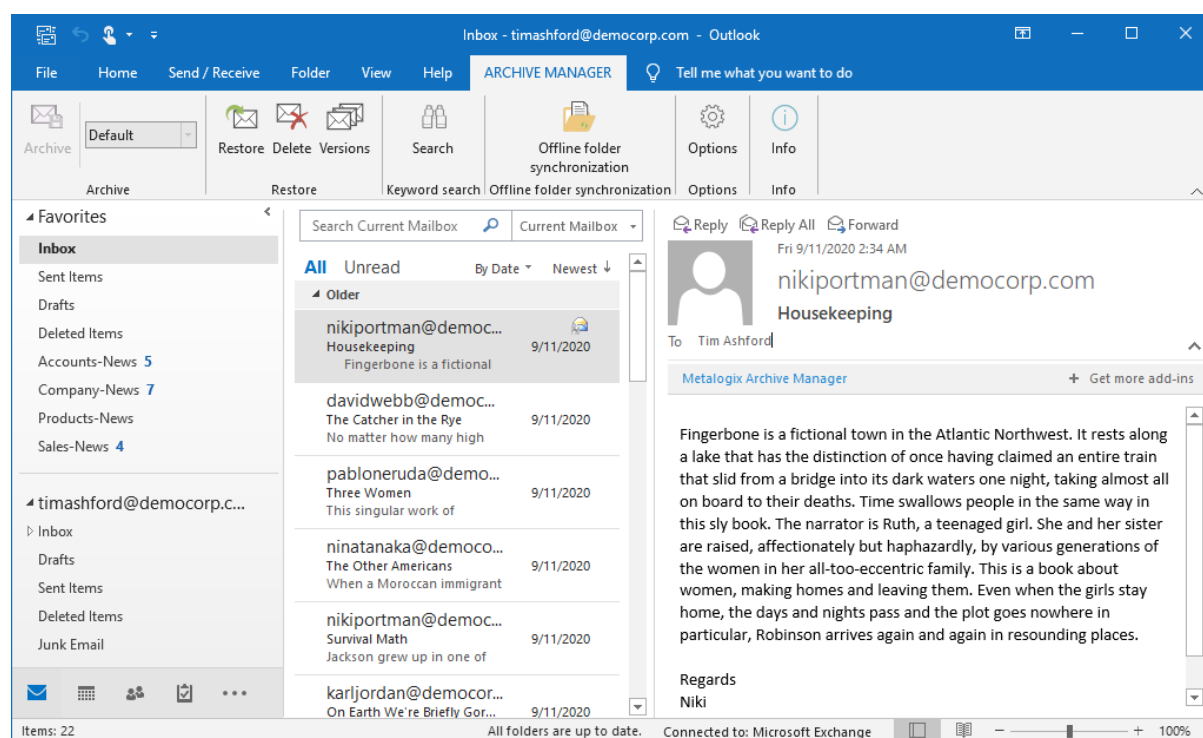 Inbox - timashford@democorp.com - Outlook
File Home Send / Receive Folder View Help ARCHIVE MANAGER Tell me what you want to do
Archive
Default
Restore Delete Versions
Search
Offline folder
synchronization
Options
Info
Archive Restore Keyword search Offline folder synchronization Options Info
Favorites
Inbox
Sent Items
Drafts
Deleted Items
Accounts-News 5
Company-News 7
Products-News
Sales-News 4
timashford@democorp.c...
Inbox
Drafts
Sent Items
Deleted Items
Junk Email
Search Current Mailbox Current Mailbox
All Unread By Date Newest ↓
Older
nikiportman@democ...
Housekeeping 9/11/2020
Fingerbone is a fictional
davidwebb@democ...
The Catcher in the Rye 9/11/2020
No matter how many high
pabloneruda@demo...
Three Women 9/11/2020
This singular work of
ninatanaka@democo...
The Other Americans 9/11/2020
When a Moroccan immigrant
nikiportman@democ...
Survival Math 9/11/2020
Jackson grew up in one of
karljordan@democor...
On Earth We're Briefly Gor... 9/11/2020
Reply Reply All Forward
Fri 9/11/2020 2:34 AM
nikiportman@democorp.com
Housekeeping
To Tim Ashford
Metalogix Archive Manager + Get more add-ins
Fingerbone is a fictional town in the Atlantic Northwest. It rests along
a lake that has the distinction of once having claimed an entire train
that slid from a bridge into its dark waters one night, taking almost all
on board to their deaths. Time swallows people in the same way in
this sly book. The narrator is Ruth, a teenaged girl. She and her sister
are raised, affectionately but haphazardly, by various generations of
the women in her all-too-eccentric family. This is a book about
women, making homes and leaving them. Even when the girls stay
home, the days and nights pass and the plot goes nowhere in
particular, Robinson arrives again and again in resounding places.
Regards
Niki
Items: 22 All folders are up to date. Connected to: Microsoft Exchange 100%